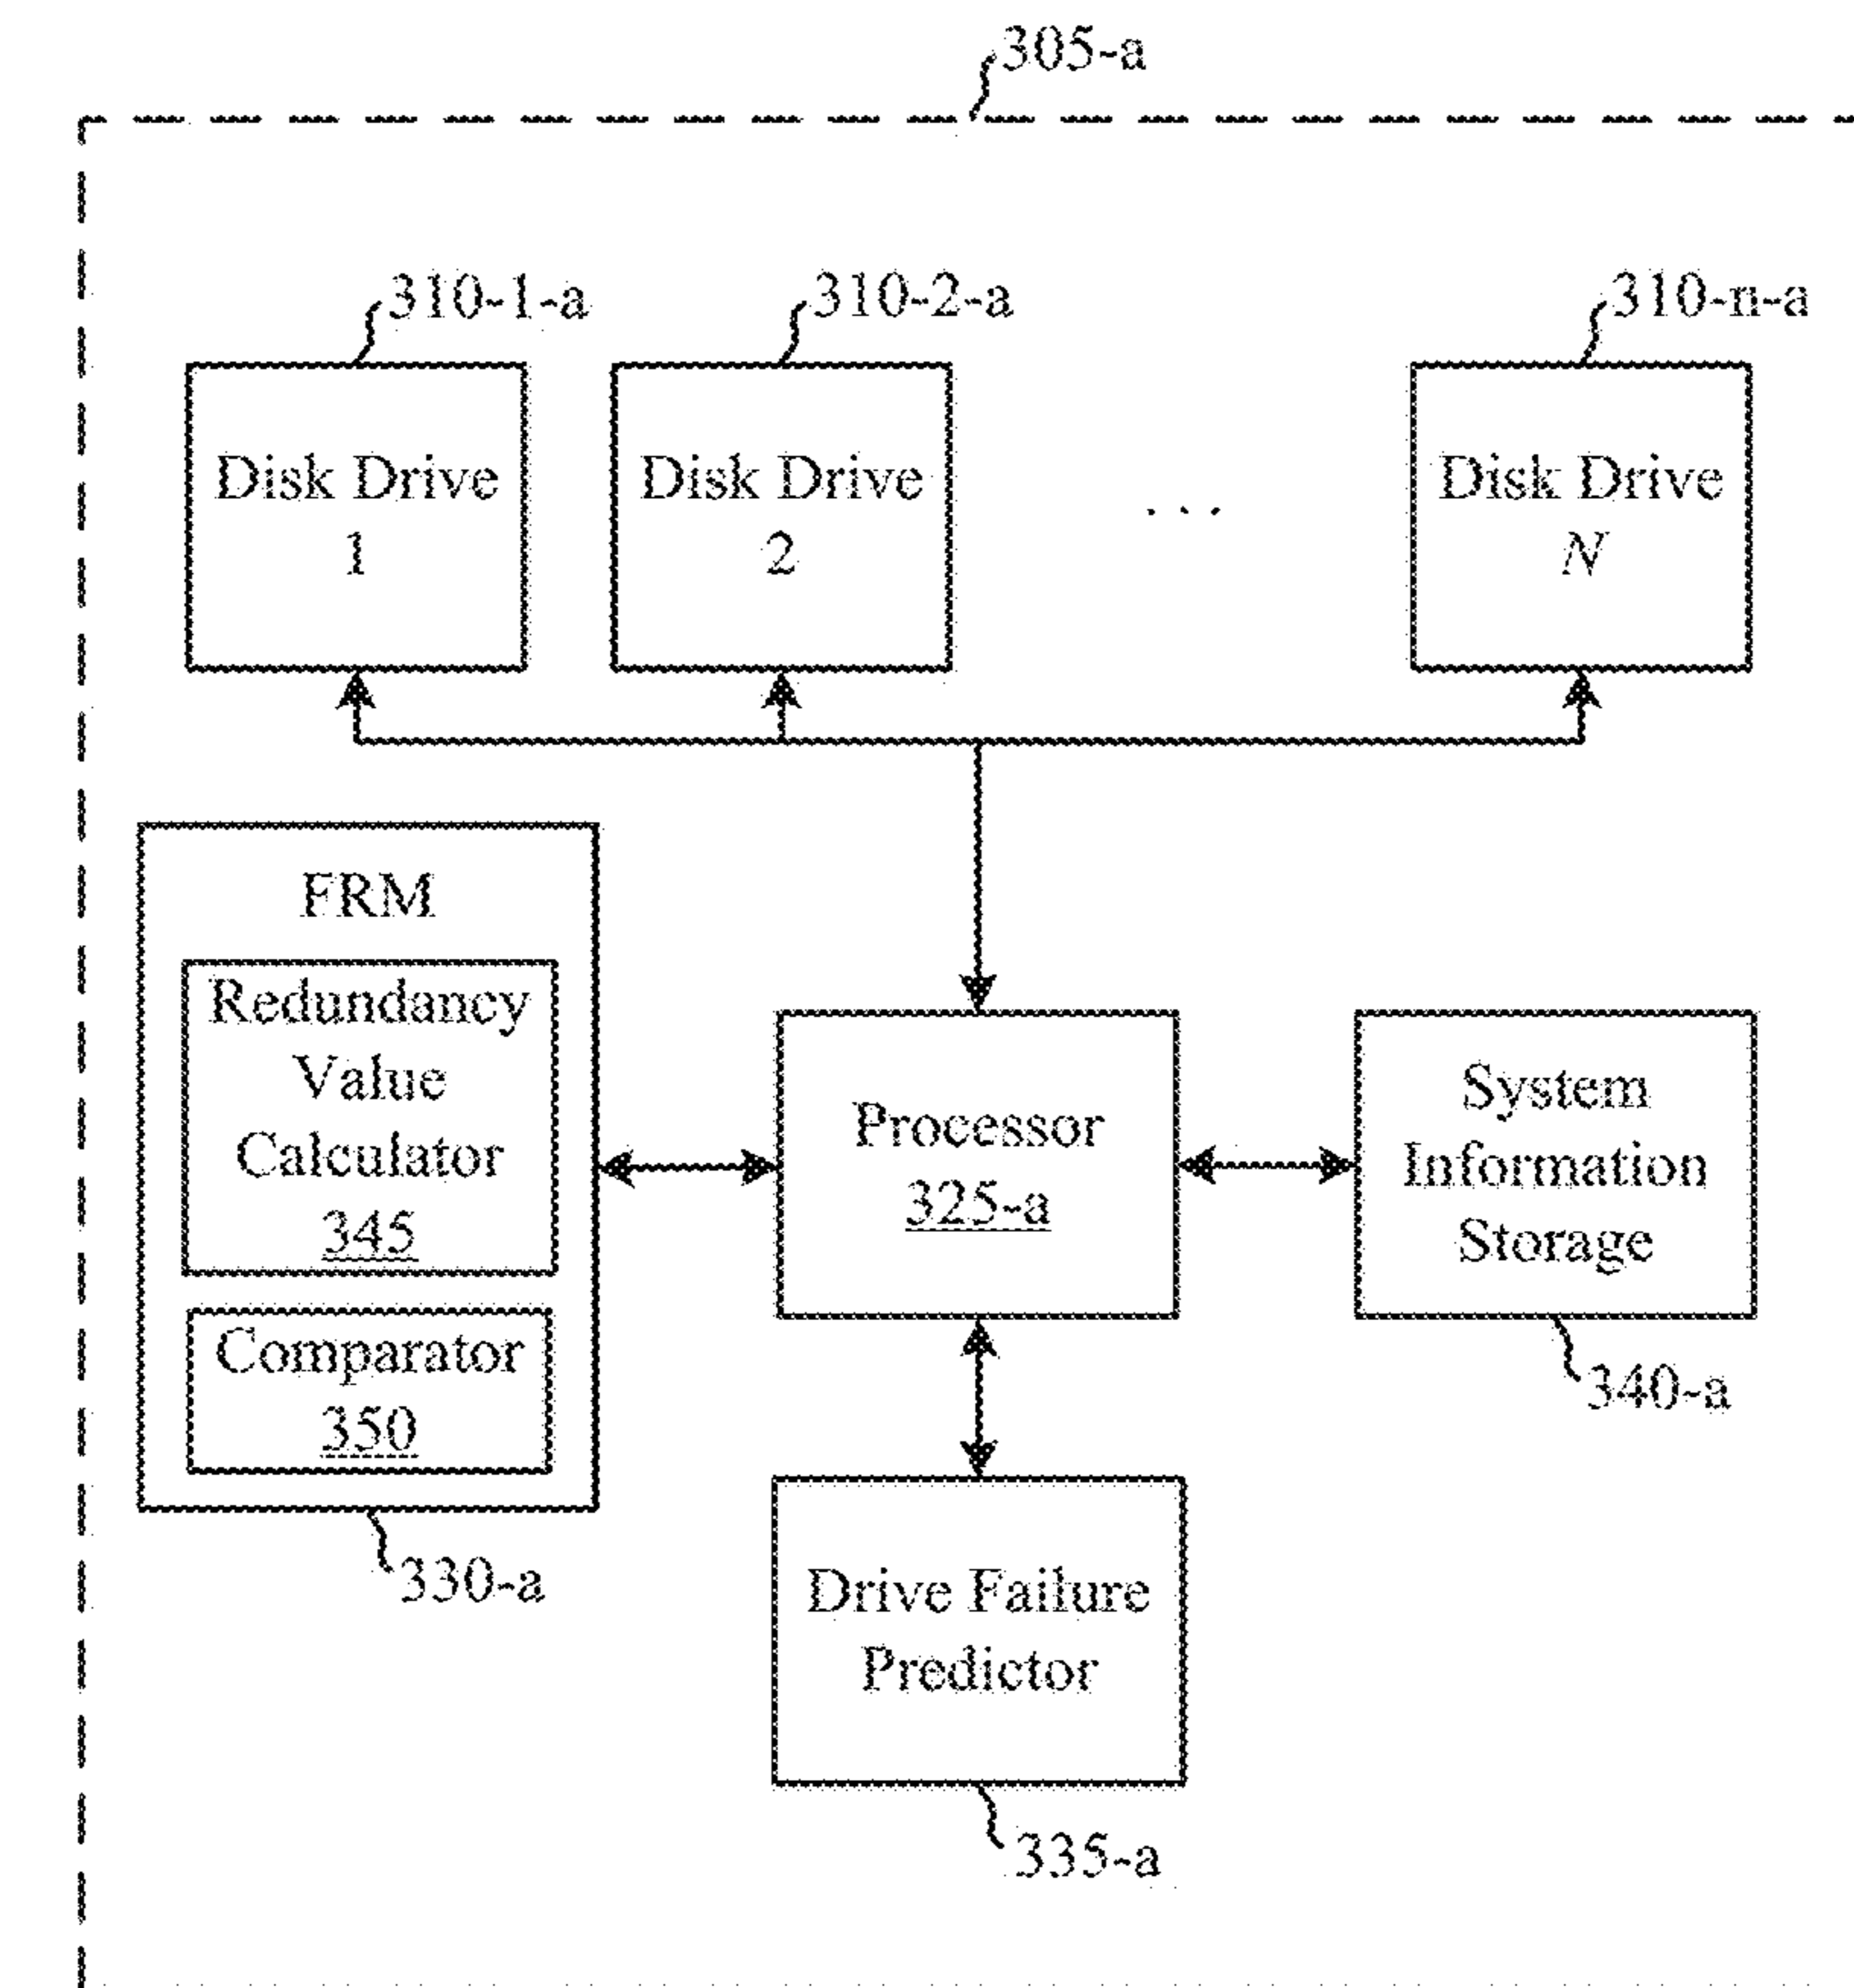 305-a
310-1-a
310-2-a
310-n-a
Disk Drive
1
Disk Drive
2
...
Disk Drive
N
FRM
Redundancy
Value
Calculator
345
Comparator
350
330-a
Processor
325-a
System
Information
Storage
340-a
Drive Failure
Predictor
335-a